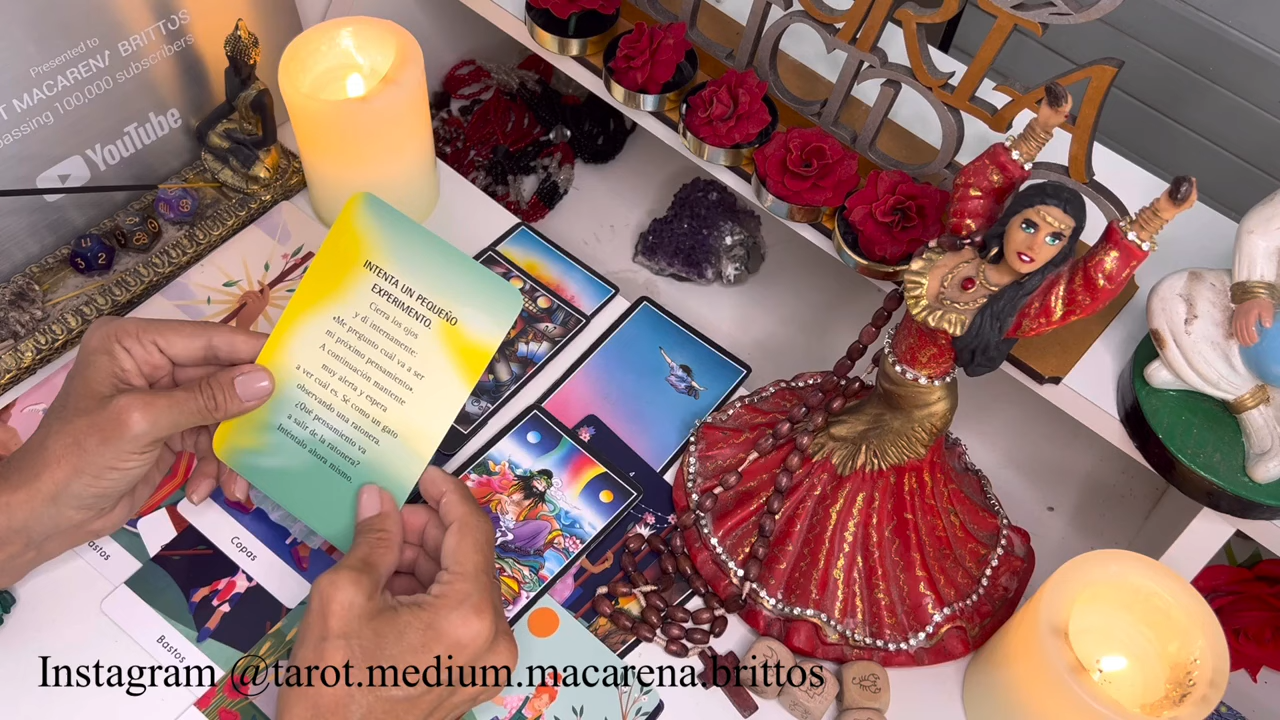 Presented to
T MACARENA BRITTOS
assing 100,000 subscribers
YouTube
INTENTA UN PEQUEÑO
EXPERIMENTO.
Cierra los ojos
y di internamente:
«Me pregunto cuál va a ser
mi próximo pensamiento»
A continuación mantente
muy alerta y espera
a ver cuál es. Sé como un gato
observando una ratonera.
¿Qué pensamiento va
a salir de la ratonera?
Inténtalo ahora mismo.
astos
Copas
Bastos
4
Instagram @tarot.medium.macarena.brittos